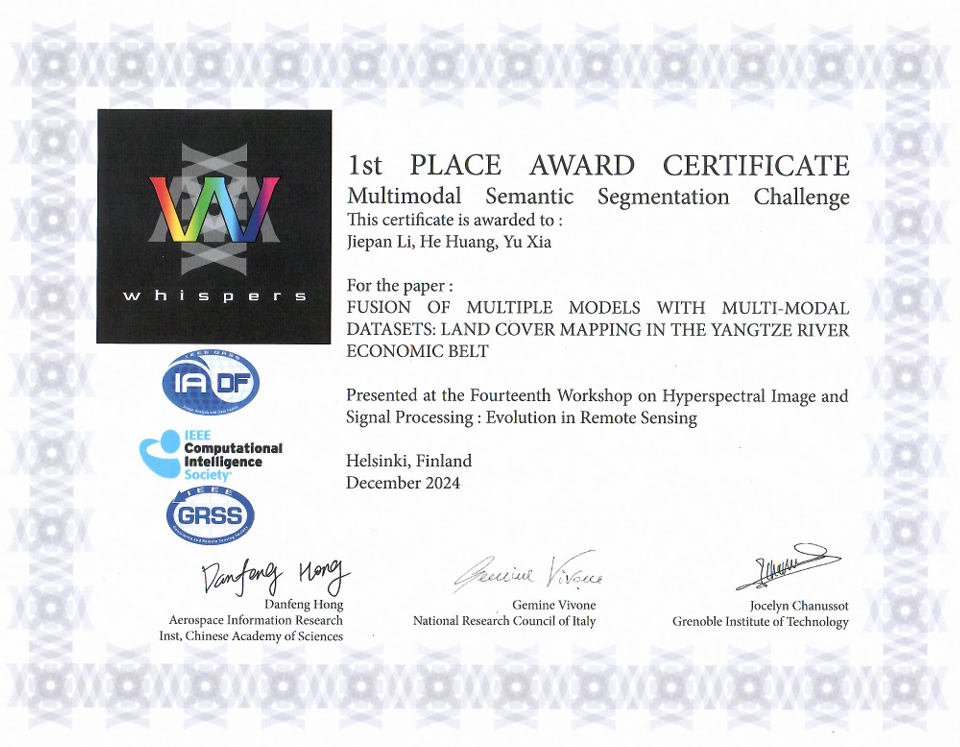 1st PLACE AWARD CERTIFICATE
Multimodal Semantic Segmentation Challenge
This certificate is awarded to :
Jiepan Li, He Huang, Yu Xia
For the paper :
FUSION OF MULTIPLE MODELS WITH MULTI-MODAL
DATASETS: LAND COVER MAPPING IN THE YANGTZE RIVER
ECONOMIC BELT
Presented at the Fourteenth Workshop on Hyperspectral Image and
Signal Processing : Evolution in Remote Sensing
Helsinki, Finland
December 2024
W
whispers
IEEE GRSS
IADF
IEEE
Computational
Intelligence
Society
IEEE
GRSS
Danfeng Hong
Danfeng Hong
Aerospace Information Research
Inst, Chinese Academy of Sciences
Gemine Vivone
Gemine Vivone
National Research Council of Italy
Jocelyn Chanussot
Grenoble Institute of Technology